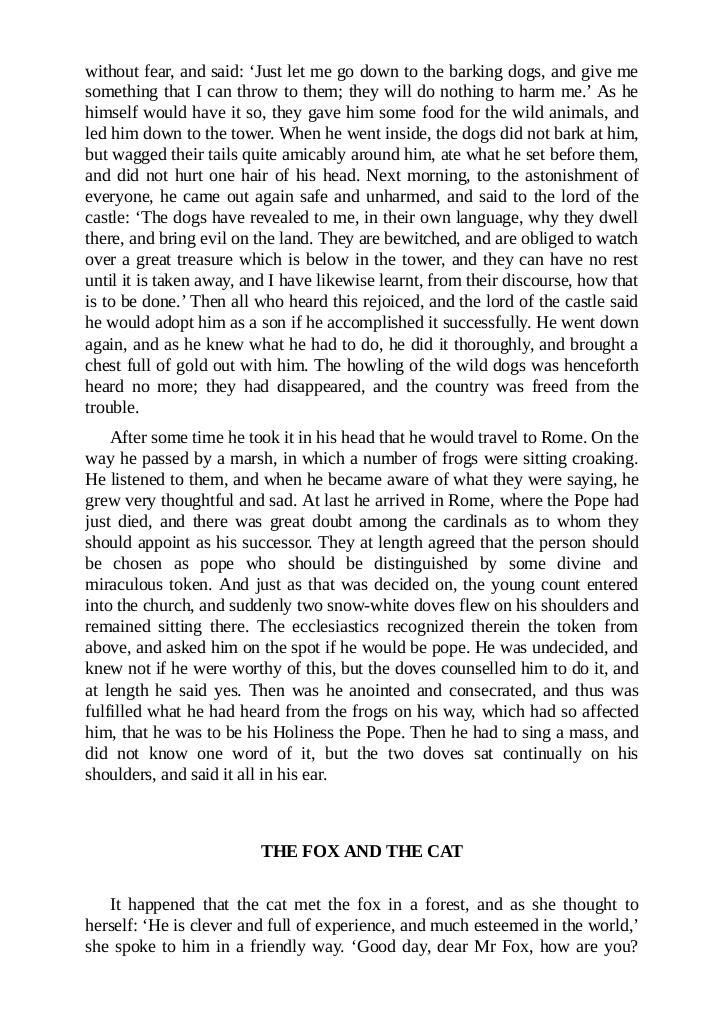 without fear, and said: ‘Just let me go down to the barking dogs, and give me
something that I can throw to them; they will do nothing to harm me.’ As he
himself would have it so, they gave him some food for the wild animals, and
led him down to the tower. When he went inside, the dogs did not bark at him,
but wagged their tails quite amicably around him, ate what he set before them,
and did not hurt one hair of his head. Next morning, to the astonishment of
everyone, he came out again safe and unharmed, and said to the lord of the
castle: ‘The dogs have revealed to me, in their own language, why they dwell
there, and bring evil on the land. They are bewitched, and are obliged to watch
over a great treasure which is below in the tower, and they can have no rest
until it is taken away, and I have likewise learnt, from their discourse, how that
is to be done.’ Then all who heard this rejoiced, and the lord of the castle said
he would adopt him as a son if he accomplished it successfully. He went down
again, and as he knew what he had to do, he did it thoroughly, and brought a
chest full of gold out with him. The howling of the wild dogs was henceforth
heard no more; they had disappeared, and the country was freed from the
trouble.
After some time he took it in his head that he would travel to Rome. On the
way he passed by a marsh, in which a number of frogs were sitting croaking.
He listened to them, and when he became aware of what they were saying, he
grew very thoughtful and sad. At last he arrived in Rome, where the Pope had
just died, and there was great doubt among the cardinals as to whom they
should appoint as his successor. They at length agreed that the person should
be chosen as pope who should be distinguished by some divine and
miraculous token. And just as that was decided on, the young count entered
into the church, and suddenly two snow-white doves flew on his shoulders and
remained sitting there. The ecclesiastics recognized therein the token from
above, and asked him on the spot if he would be pope. He was undecided, and
knew not if he were worthy of this, but the doves counselled him to do it, and
at length he said yes. Then was he anointed and consecrated, and thus was
fulfilled what he had heard from the frogs on his way, which had so affected
him, that he was to be his Holiness the Pope. Then he had to sing a mass, and
did not know one word of it, but the two doves sat continually on his
shoulders, and said it all in his ear.
THE FOX AND THE CAT
It happened that the cat met the fox in a forest, and as she thought to
herself: ‘He is clever and full of experience, and much esteemed in the world,’
she spoke to him in a friendly way. ‘Good day, dear Mr Fox, how are you?